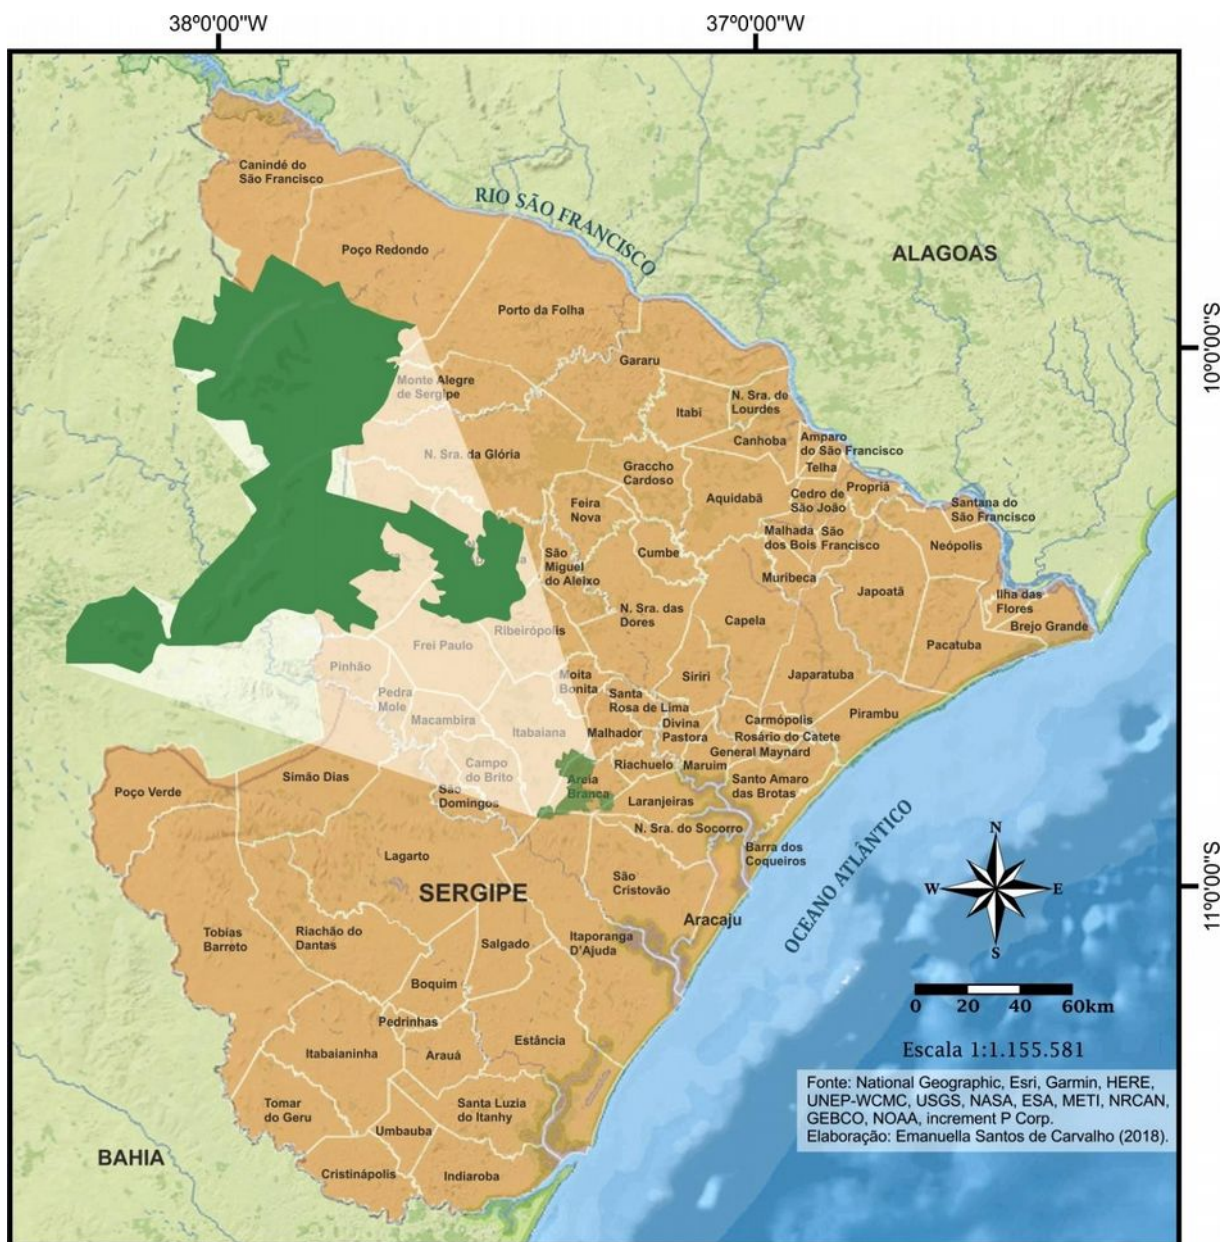 38º0'00"W
37º0'00"W
Canindé do
São Francisco
RIO SÃO FRANCISCO
Poço Redondo
ALAGOAS
Porto da Folha
10º0'00"S
Gararu
Monte Alegre
de Sergipe
Itabi
N. Sra. de
Lourdes
N. Sra. da Glória
Canhoba
Amparo
do São Francisco
Telha
Graccho
Cardoso
Aquidabã
Cedro de
São João
Propriá
Feira
Nova
Santana do
São Francisco
Malhada
dos Bois
São
Francisco
Neópolis
São
Miguel
do Aleixo
Cumbe
Muribeca
Japoatã
Ilha das
Flores
Brejo Grande
N. Sra. das
Dores
Capela
Ribeirópolis
Frei Paulo
Pacatuba
Pinhão
Moita
Bonita
Siriri
Japaratuba
Pedra
Mole
Santa
Rosa de Lima
Macambira
Itabaiana
Malhador
Divina
Pastora
Carmópolis
Pirambu
Rosário do Catete
General Maynard
Campo
do Brito
Riachuelo
Maruim
Simão Dias
Areia
Branca
Santo Amaro
das Brotas
Poço Verde
São
Domingos
Laranjeiras
N. Sra. do Socorro
Barra dos
Coqueiros
OCEANO ATLÂNTICO
Lagarto
São
Cristovão
SERGIPE
11º0'00"S
Aracaju
Tobias
Barreto
Riachão do
Dantas
Salgado
Itaporanga
D'Ajuda
Boquim
Pedrinhas
Itabaianinha
Arauá
Estância
Tomar
do Geru
Santa Luzia
do Itanhy
Umbauba
BAHIA
Cristinápolis
Indiaroba
N
W
E
S
0 20 40 60km
Escala 1:1.155.581
Fonte: National Geographic, Esri, Garmin, HERE,
UNEP-WCMC, USGS, NASA, ESA, METI, NRCAN,
GEBCO, NOAA, increment P Corp.
Elaboração: Emanuella Santos de Carvalho (2018).